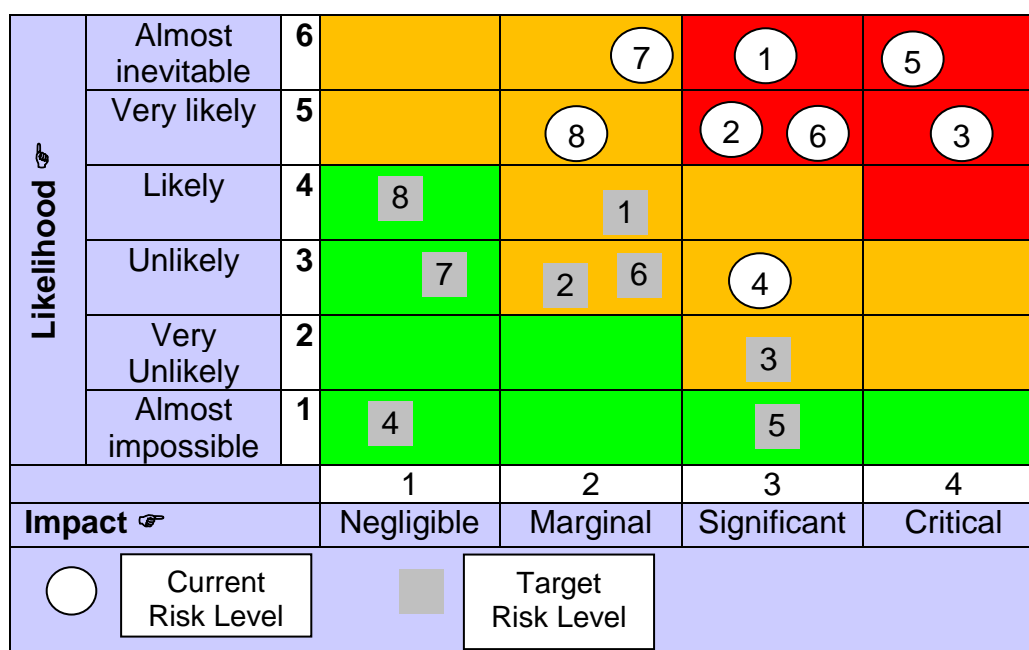 Likelihood ☝
Almost
inevitable
6
7
1
5
Very likely
5
8
2
6
3
Likely
4
8
1
Unlikely
3
7
2
6
4
Very
Unlikely
2
3
Almost
impossible
1
4
5
1
2
3
4
Impact ☞
Negligible
Marginal
Significant
Critical
Current
Risk Level
Target
Risk Level